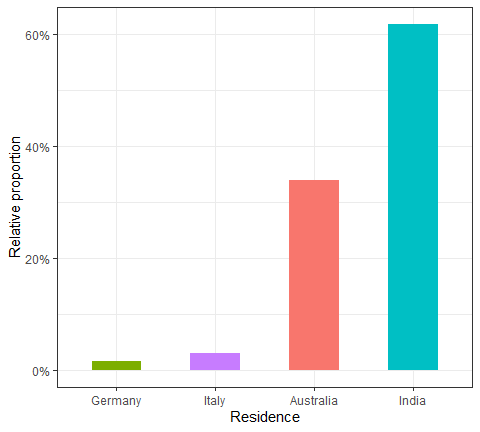 Relative proportion
60%
40%
20%
0%
Germany Italy Australia India
Residence